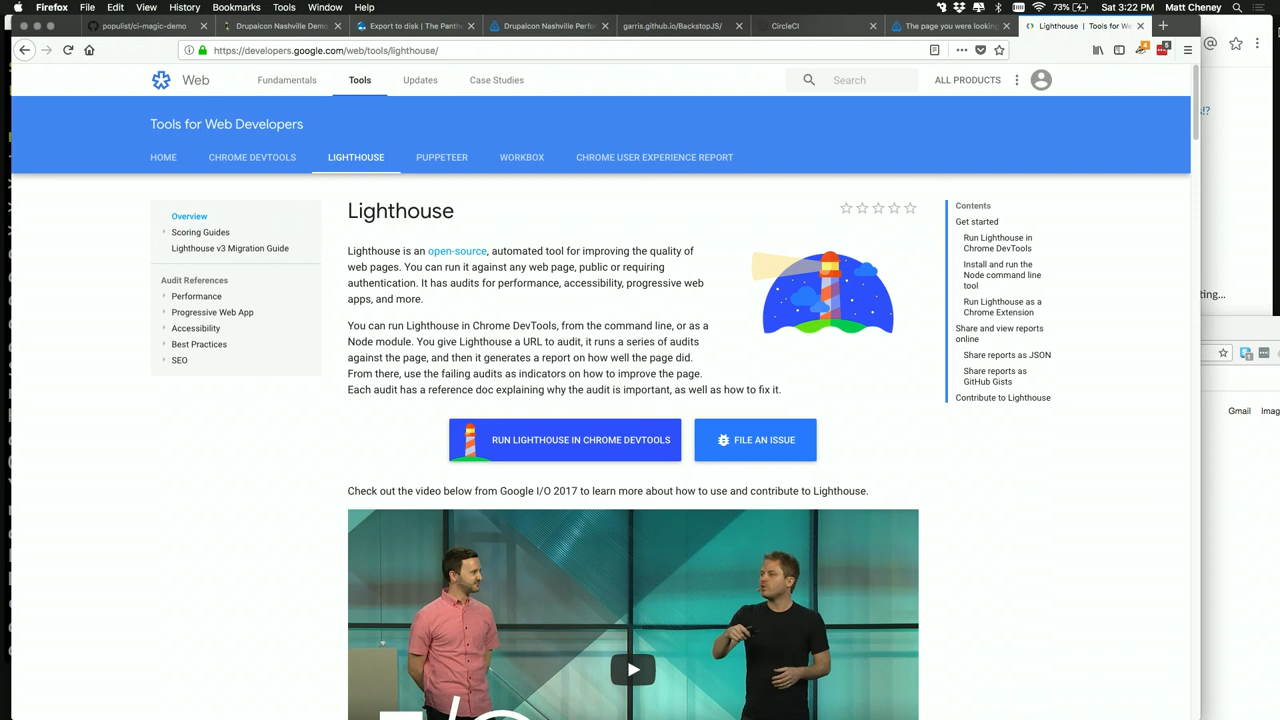 Firefox File Edit View History Bookmarks Tools Window Help 73% Sat 3:22 PM Matt Cheney
populist/ci-magic-demo Drupalcon Nashville Demo Export to disk | The Panth Drupalcon Nashville Perfo garris.github.io/BackstopJS/ CircleCI The page you were looking Lighthouse | Tools for We
https://developers.google.com/web/tools/lighthouse/
Web Fundamentals Tools Updates Case Studies Search ALL PRODUCTS
s!?
Tools for Web Developers
HOME CHROME DEVTOOLS LIGHTHOUSE PUPPETEER WORKBOX CHROME USER EXPERIENCE REPORT
Overview
Scoring Guides
Lighthouse v3 Migration Guide
Audit References
Performance
Progressive Web App
Accessibility
Best Practices
SEO
Lighthouse
Lighthouse is an open-source, automated tool for improving the quality of
web pages. You can run it against any web page, public or requiring
authentication. It has audits for performance, accessibility, progressive web
apps, and more.
You can run Lighthouse in Chrome DevTools, from the command line, or as a
Node module. You give Lighthouse a URL to audit, it runs a series of audits
against the page, and then it generates a report on how well the page did.
From there, use the failing audits as indicators on how to improve the page.
Each audit has a reference doc explaining why the audit is important, as well as how to fix it.
RUN LIGHTHOUSE IN CHROME DEVTOOLS FILE AN ISSUE
Check out the video below from Google I/O 2017 to learn more about how to use and contribute to Lighthouse.
Contents
Get started
Run Lighthouse in
Chrome DevTools
Install and run the
Node command line
tool
Run Lighthouse as a
Chrome Extension
Share and view reports
online
Share reports as JSON
Share reports as
GitHub Gists
Contribute to Lighthouse
ting...
Gmail Imag